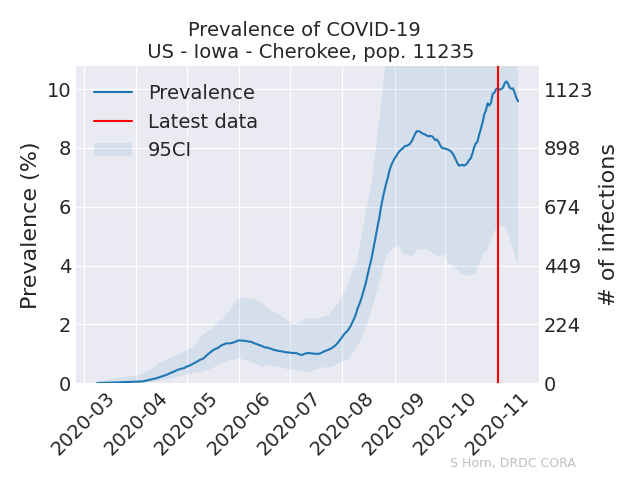 Prevalence of COVID-19
US - Iowa - Cherokee, pop. 11235
Prevalence
Latest data
95CI
Prevalence (%)
10
8
6
4
2
0
1123
898
674
449
224
0
# of infections
2020-03
2020-04
2020-05
2020-06
2020-07
2020-08
2020-09
2020-10
2020-11
S Horn, DRDC CORA